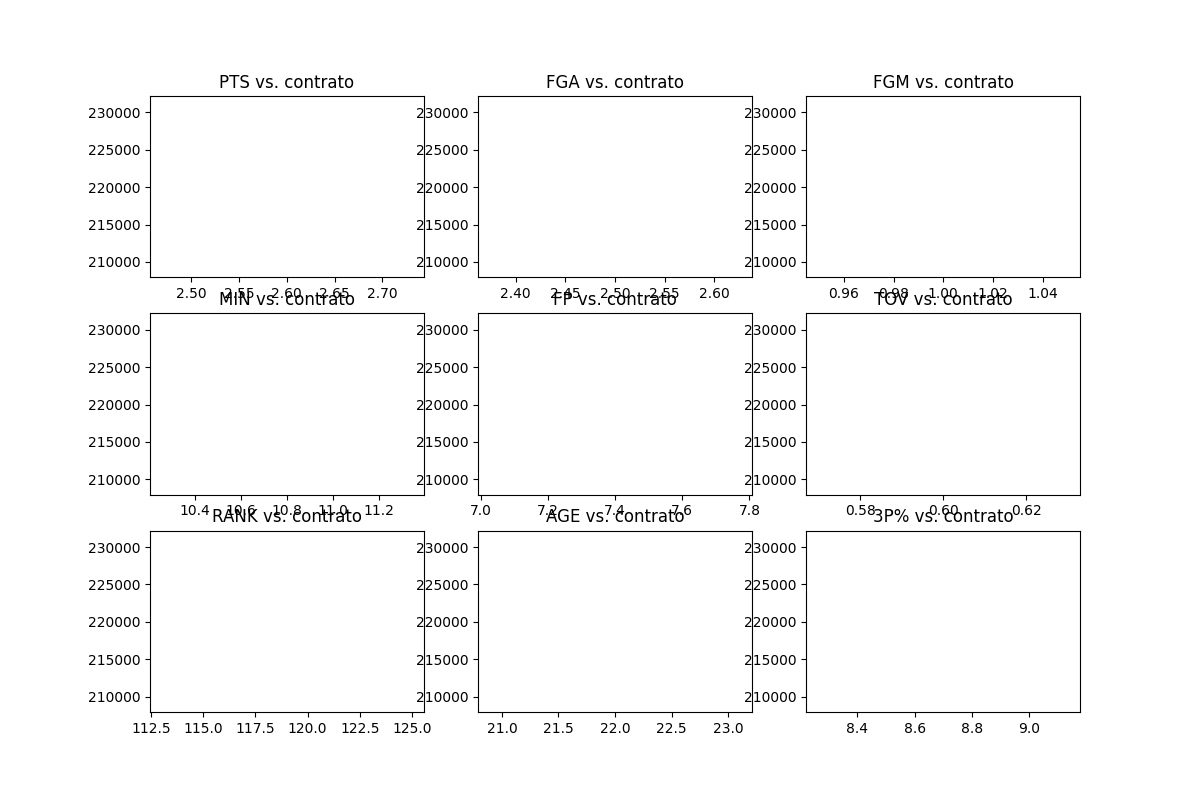 PTS vs. contrato
230000
225000
220000
215000
210000
2.50 2.55 2.60 2.65 2.70
FGA vs. contrato
230000
225000
220000
215000
210000
2.40 2.45 2.50 2.55 2.60
FGM vs. contrato
230000
225000
220000
215000
210000
0.96 0.98 1.00 1.02 1.04
MIN vs. contrato
230000
225000
220000
215000
210000
10.4 10.6 10.8 11.0 11.2
FP vs. contrato
230000
225000
220000
215000
210000
7.0 7.2 7.4 7.6 7.8
TOV vs. contrato
230000
225000
220000
215000
210000
0.58 0.60 0.62
RANK vs. contrato
230000
225000
220000
215000
210000
112.5 115.0 117.5 120.0 122.5 125.0
AGE vs. contrato
230000
225000
220000
215000
210000
21.0 21.5 22.0 22.5 23.0
3P% vs. contrato
230000
225000
220000
215000
210000
8.4 8.6 8.8 9.0